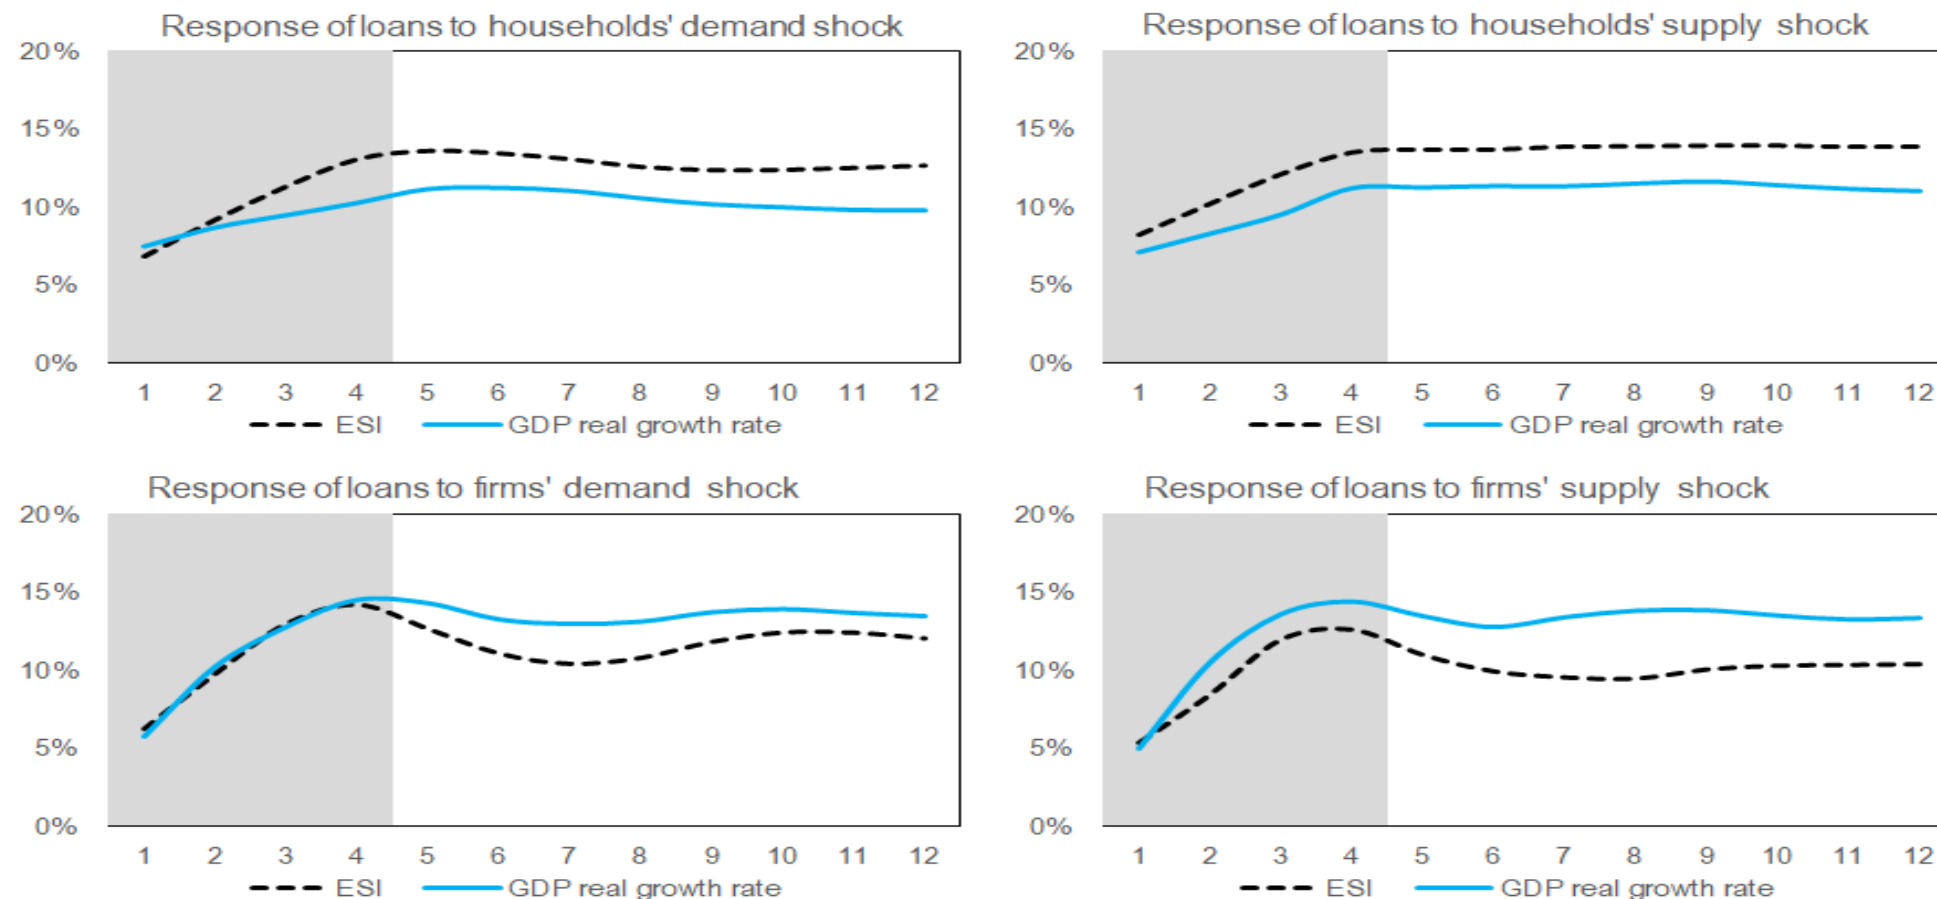 Response of loans to households' demand shock
20%
15%
10%
5%
0%
1 2 3 4 5 6 7 8 9 10 11 12
ESI GDP real growth rate
Response of loans to households' supply shock
20%
15%
10%
5%
0%
1 2 3 4 5 6 7 8 9 10 11 12
ESI GDP real growth rate
Response of loans to firms' demand shock
20%
15%
10%
5%
0%
1 2 3 4 5 6 7 8 9 10 11 12
ESI GDP real growth rate
Response of loans to firms' supply shock
20%
15%
10%
5%
0%
1 2 3 4 5 6 7 8 9 10 11 12
ESI GDP real growth rate